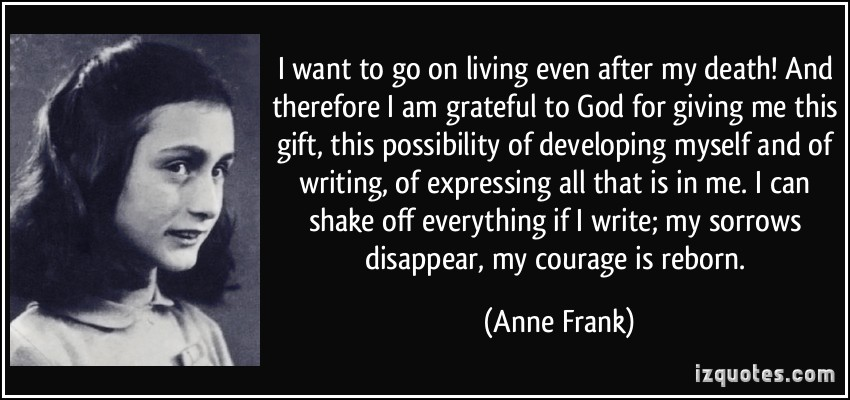 I want to go on living even after my death! And
therefore I am grateful to God for giving me this
gift, this possibility of developing myself and of
writing, of expressing all that is in me. I can
shake off everything if I write; my sorrows
disappear, my courage is reborn.
(Anne Frank)
izquotes.com